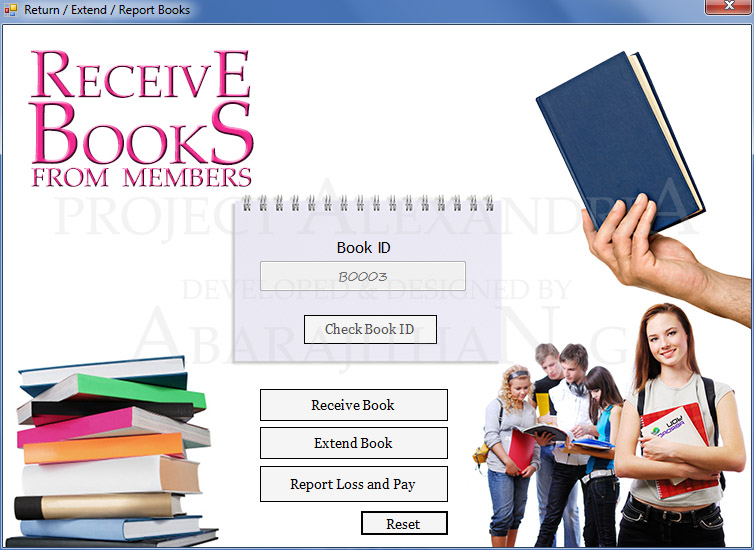 Return / Extend / Report Books
RECEIVE
BOOKS
FROM MEMBERS
PROJECT ALEXANDRIA
Book ID
B0003
DEVELOPED & DESIGNED BY
Check Book ID
ABARAJITHAN G
Receive Book
Extend Book
Report Loss and Pay
Reset